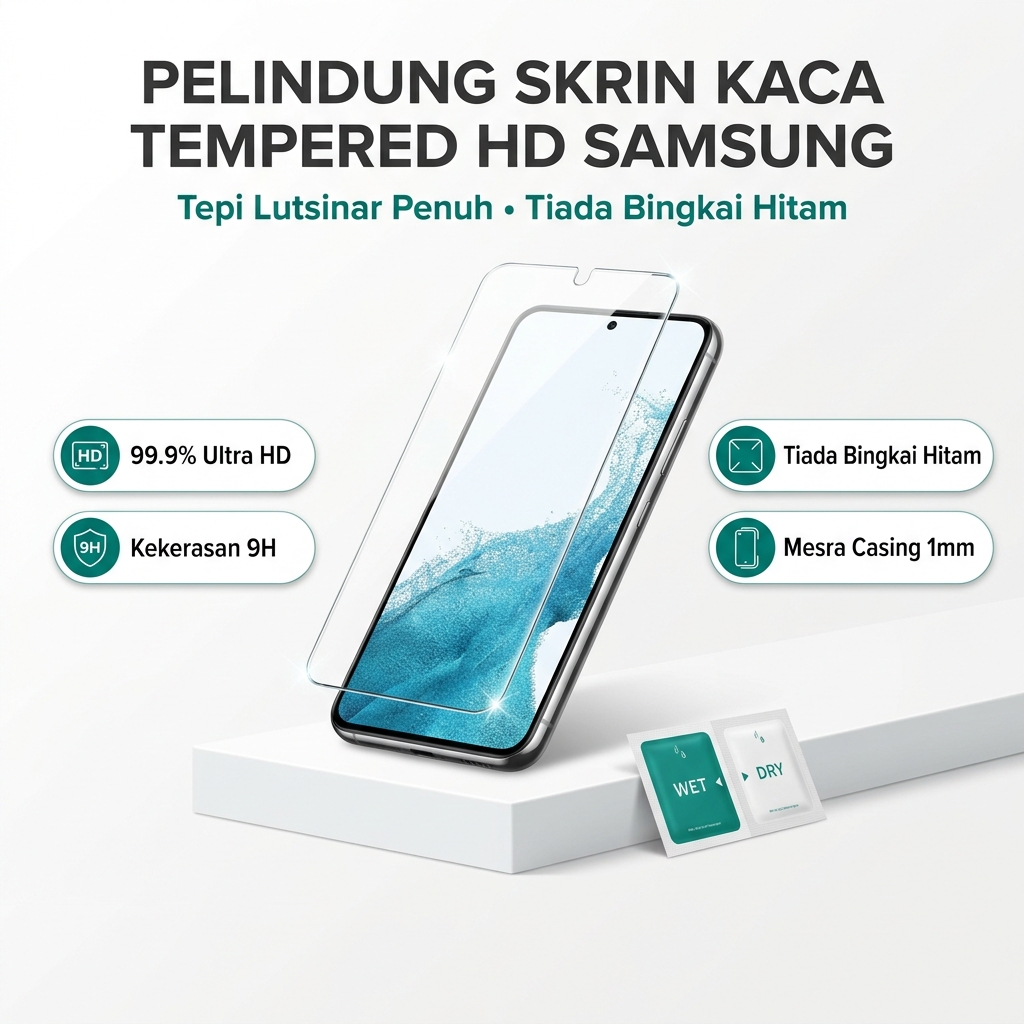 PELINDUNG SKRIN KACA
TEMPERED HD SAMSUNG
Tepi Lutsinar Penuh • Tiada Bingkai Hitam
HD
99.9% Ultra HD
9H
Kekerasan 9H
Tiada Bingkai Hitam
Mesra Casing 1mm
WET
DRY